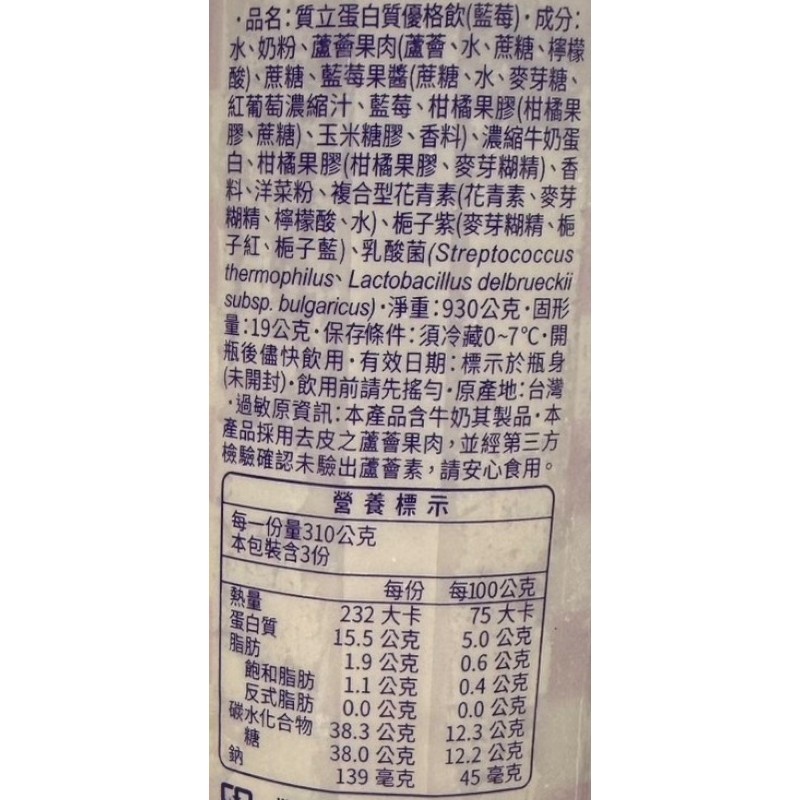 ·品名：質立蛋白質優格飲(藍莓)·成分：
水、奶粉、蘆薈果肉(蘆薈、水、蔗糖、檸檬
酸)、蔗糖、藍莓果醬(蔗糖、水、麥芽糖、
紅葡萄濃縮汁、藍莓、柑橘果膠(柑橘果
膠、蔗糖)、玉米糖膠、香料)、濃縮牛奶蛋
白、柑橘果膠(柑橘果膠、麥芽糊精)、香
料、洋菜粉、複合型花青素(花青素、麥芽
糊精、檸檬酸、水)、梔子紫(麥芽糊精、梔
子紅、梔子藍)、乳酸菌(Streptococcus
thermophilus、Lactobacillus delbrueckii
subsp. bulgaricus)·淨重：930公克·固形
量：19公克·保存條件：須冷藏0~7℃·開
瓶後儘快飲用·有效日期：標示於瓶身
(未開封)·飲用前請先搖勻·原產地：台灣
·過敏原資訊：本產品含牛奶其製品·本
產品採用去皮之蘆薈果肉，並經第三方
檢驗確認未驗出蘆薈素，請安心食用。
營養標示
每一份量310公克
本包裝含3份
每份 每100公克
熱量 232 大卡 75 大卡
蛋白質 15.5 公克 5.0 公克
脂肪 1.9 公克 0.6 公克
飽和脂肪 1.1 公克 0.4 公克
反式脂肪 0.0 公克 0.0 公克
碳水化合物 38.3 公克 12.3 公克
糖 38.0 公克 12.2 公克
鈉 139 毫克 45 毫克